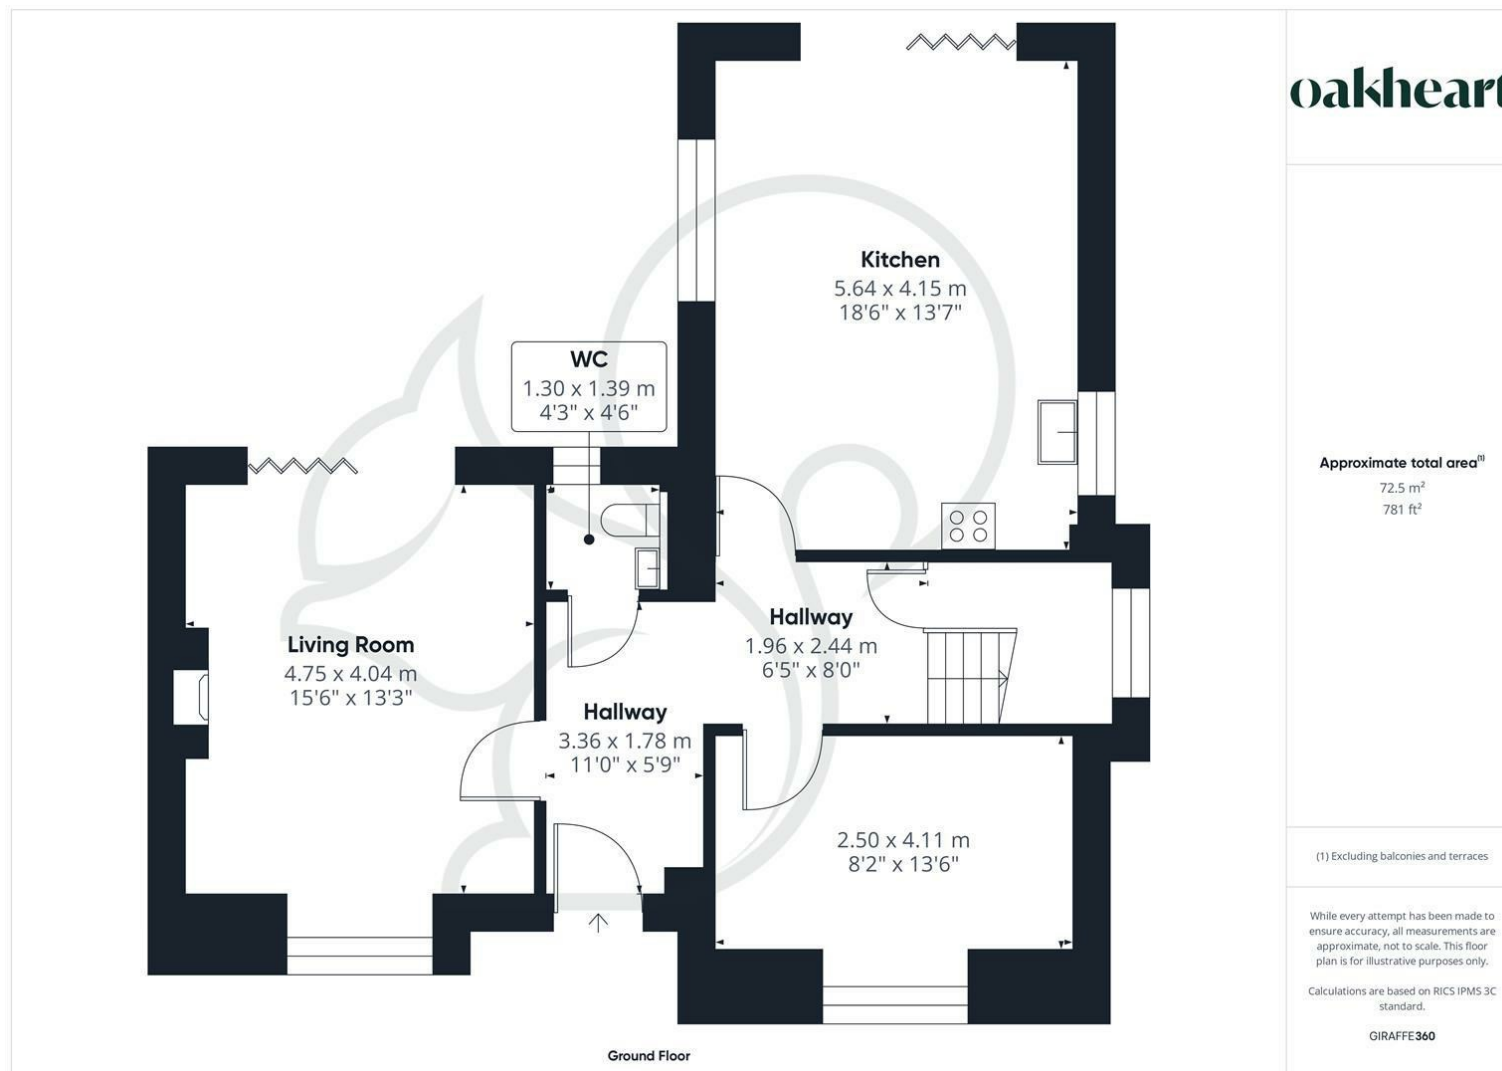 Kitchen
5.64 x 4.15 m
18'6" x 13'7"
WC
1.30 x 1.39 m
4'3" x 4'6"
Living Room
4.75 x 4.04 m
15'6" x 13'3"
Hallway
1.96 x 2.44 m
6'5" x 8'0"
Hallway
3.36 x 1.78 m
11'0" x 5'9"
2.50 x 4.11 m
8'2" x 13'6"
Ground Floor
oakheart
Approximate total area(1)
72.5 m²
781 ft²
(1) Excluding balconies and terraces
While every attempt has been made to
ensure accuracy, all measurements are
approximate, not to scale. This floor
plan is for illustrative purposes only.
Calculations are based on RICS IPMS 3C
standard.
GIRAFFE360